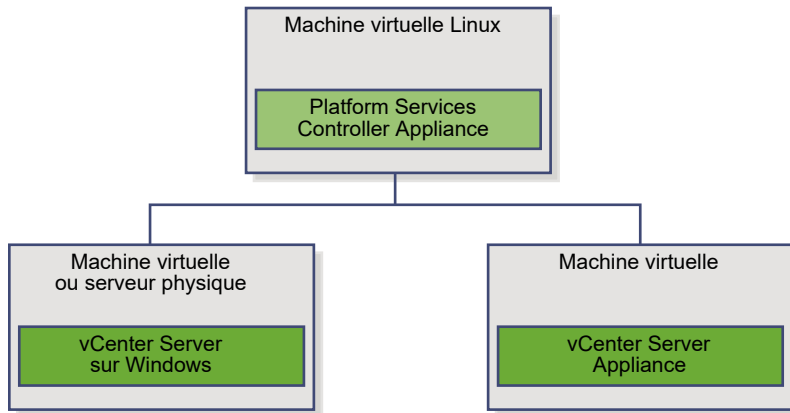 Machine virtuelle Linux
Platform Services
Controller Appliance
Machine virtuelle
ou serveur physique
vCenter Server
sur Windows
Machine virtuelle
vCenter Server
Appliance